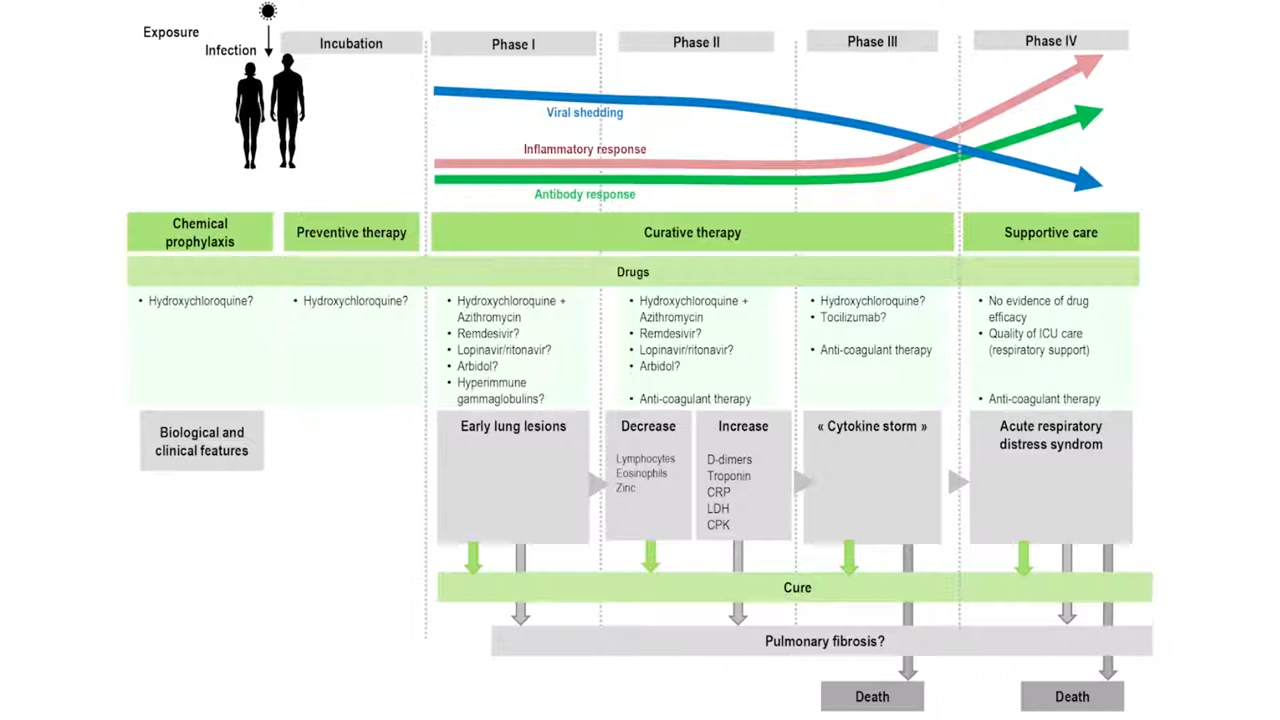 Exposure
Infection
Incubation
Phase I
Phase II
Phase III
Phase IV
Viral shedding
Inflammatory response
Antibody response
Chemical
prophylaxis
Preventive therapy
Curative therapy
Supportive care
Drugs
• Hydroxychloroquine?
• Hydroxychloroquine?
• Hydroxychloroquine +
Azithromycin
• Remdesivir?
• Lopinavir/ritonavir?
• Arbidol?
• Hyperimmune
gammaglobulins?
• Hydroxychloroquine +
Azithromycin
• Remdesivir?
• Lopinavir/ritonavir?
• Arbidol?
• Anti-coagulant therapy
• Hydroxychloroquine?
• Tocilizumab?
• Anti-coagulant therapy
• No evidence of drug
efficacy
• Quality of ICU care
(respiratory support)
• Anti-coagulant therapy
Biological and
clinical features
Early lung lesions
Decrease
Lymphocytes
Eosinophils
Zinc
Increase
D-dimers
Troponin
CRP
LDH
CPK
« Cytokine storm »
Acute respiratory
distress syndrom
Cure
Pulmonary fibrosis?
Death
Death